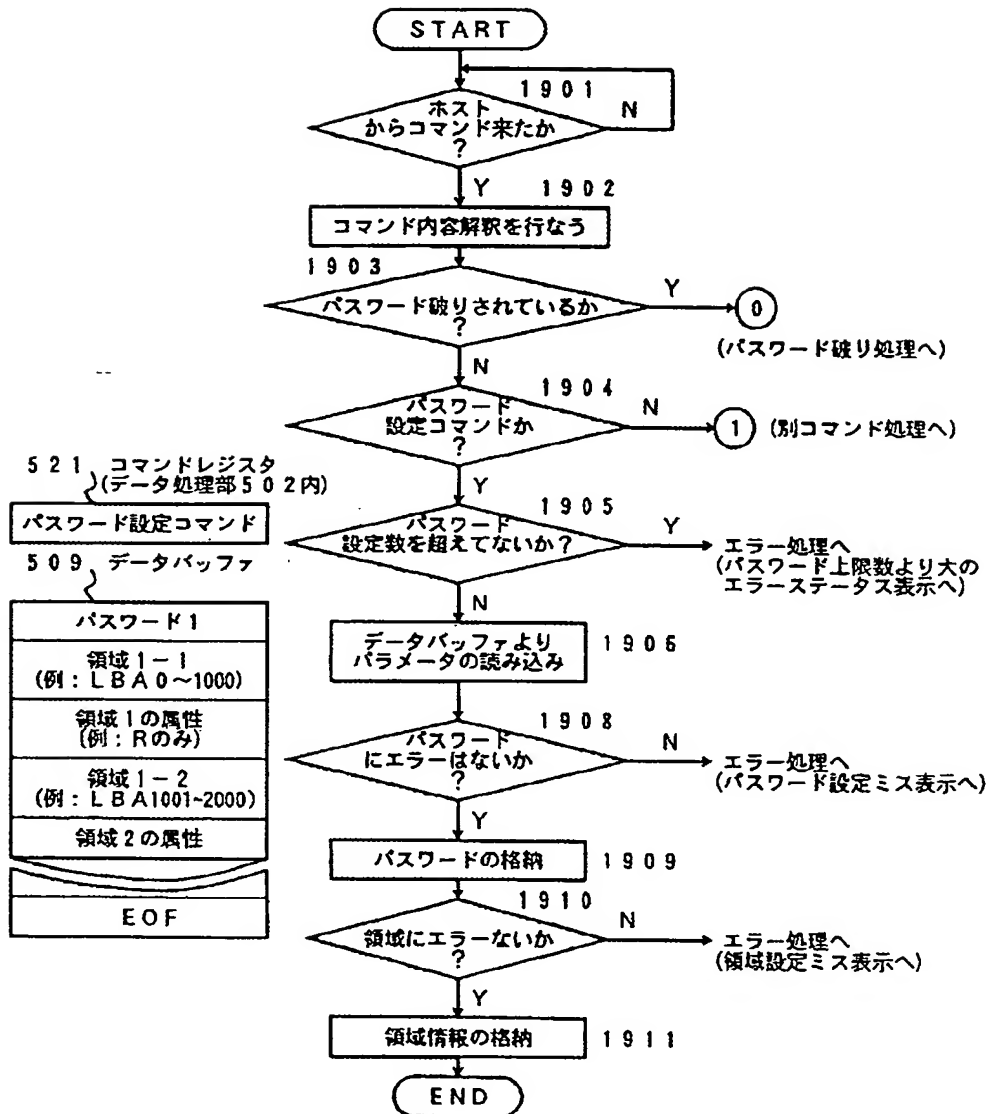 START
1901
ホスト
からコマンド来たか
?
N
Y
1902
コマンド内容解釈を行なう
1903
パスワード破りされているか
?
Y
0
(パスワード破り処理へ)
N
1904
パスワード
設定コマンドか
?
N
1
(別コマンド処理へ)
Y
521 コマンドレジスタ
(データ処理部502内)
パスワード設定コマンド
509 データバッファ
パスワード1
領域1-1
(例:LBA0~1000)
領域1の属性
(例:Rのみ)
領域1-2
(例:LBA1001~2000)
領域2の属性
EOF
1905
パスワード
設定数を超えてないか?
Y
エラー処理へ
(パスワード上限数より大の
エラーステータス表示へ)
N
データバッファより
パラメータの読み込み
1906
1908
パスワード
にエラーはないか
?
N
エラー処理へ
(パスワード設定ミス表示へ)
Y
パスワードの格納
1909
1910
領域にエラーないか
?
N
エラー処理へ
(領域設定ミス表示へ)
Y
領域情報の格納
1911
END